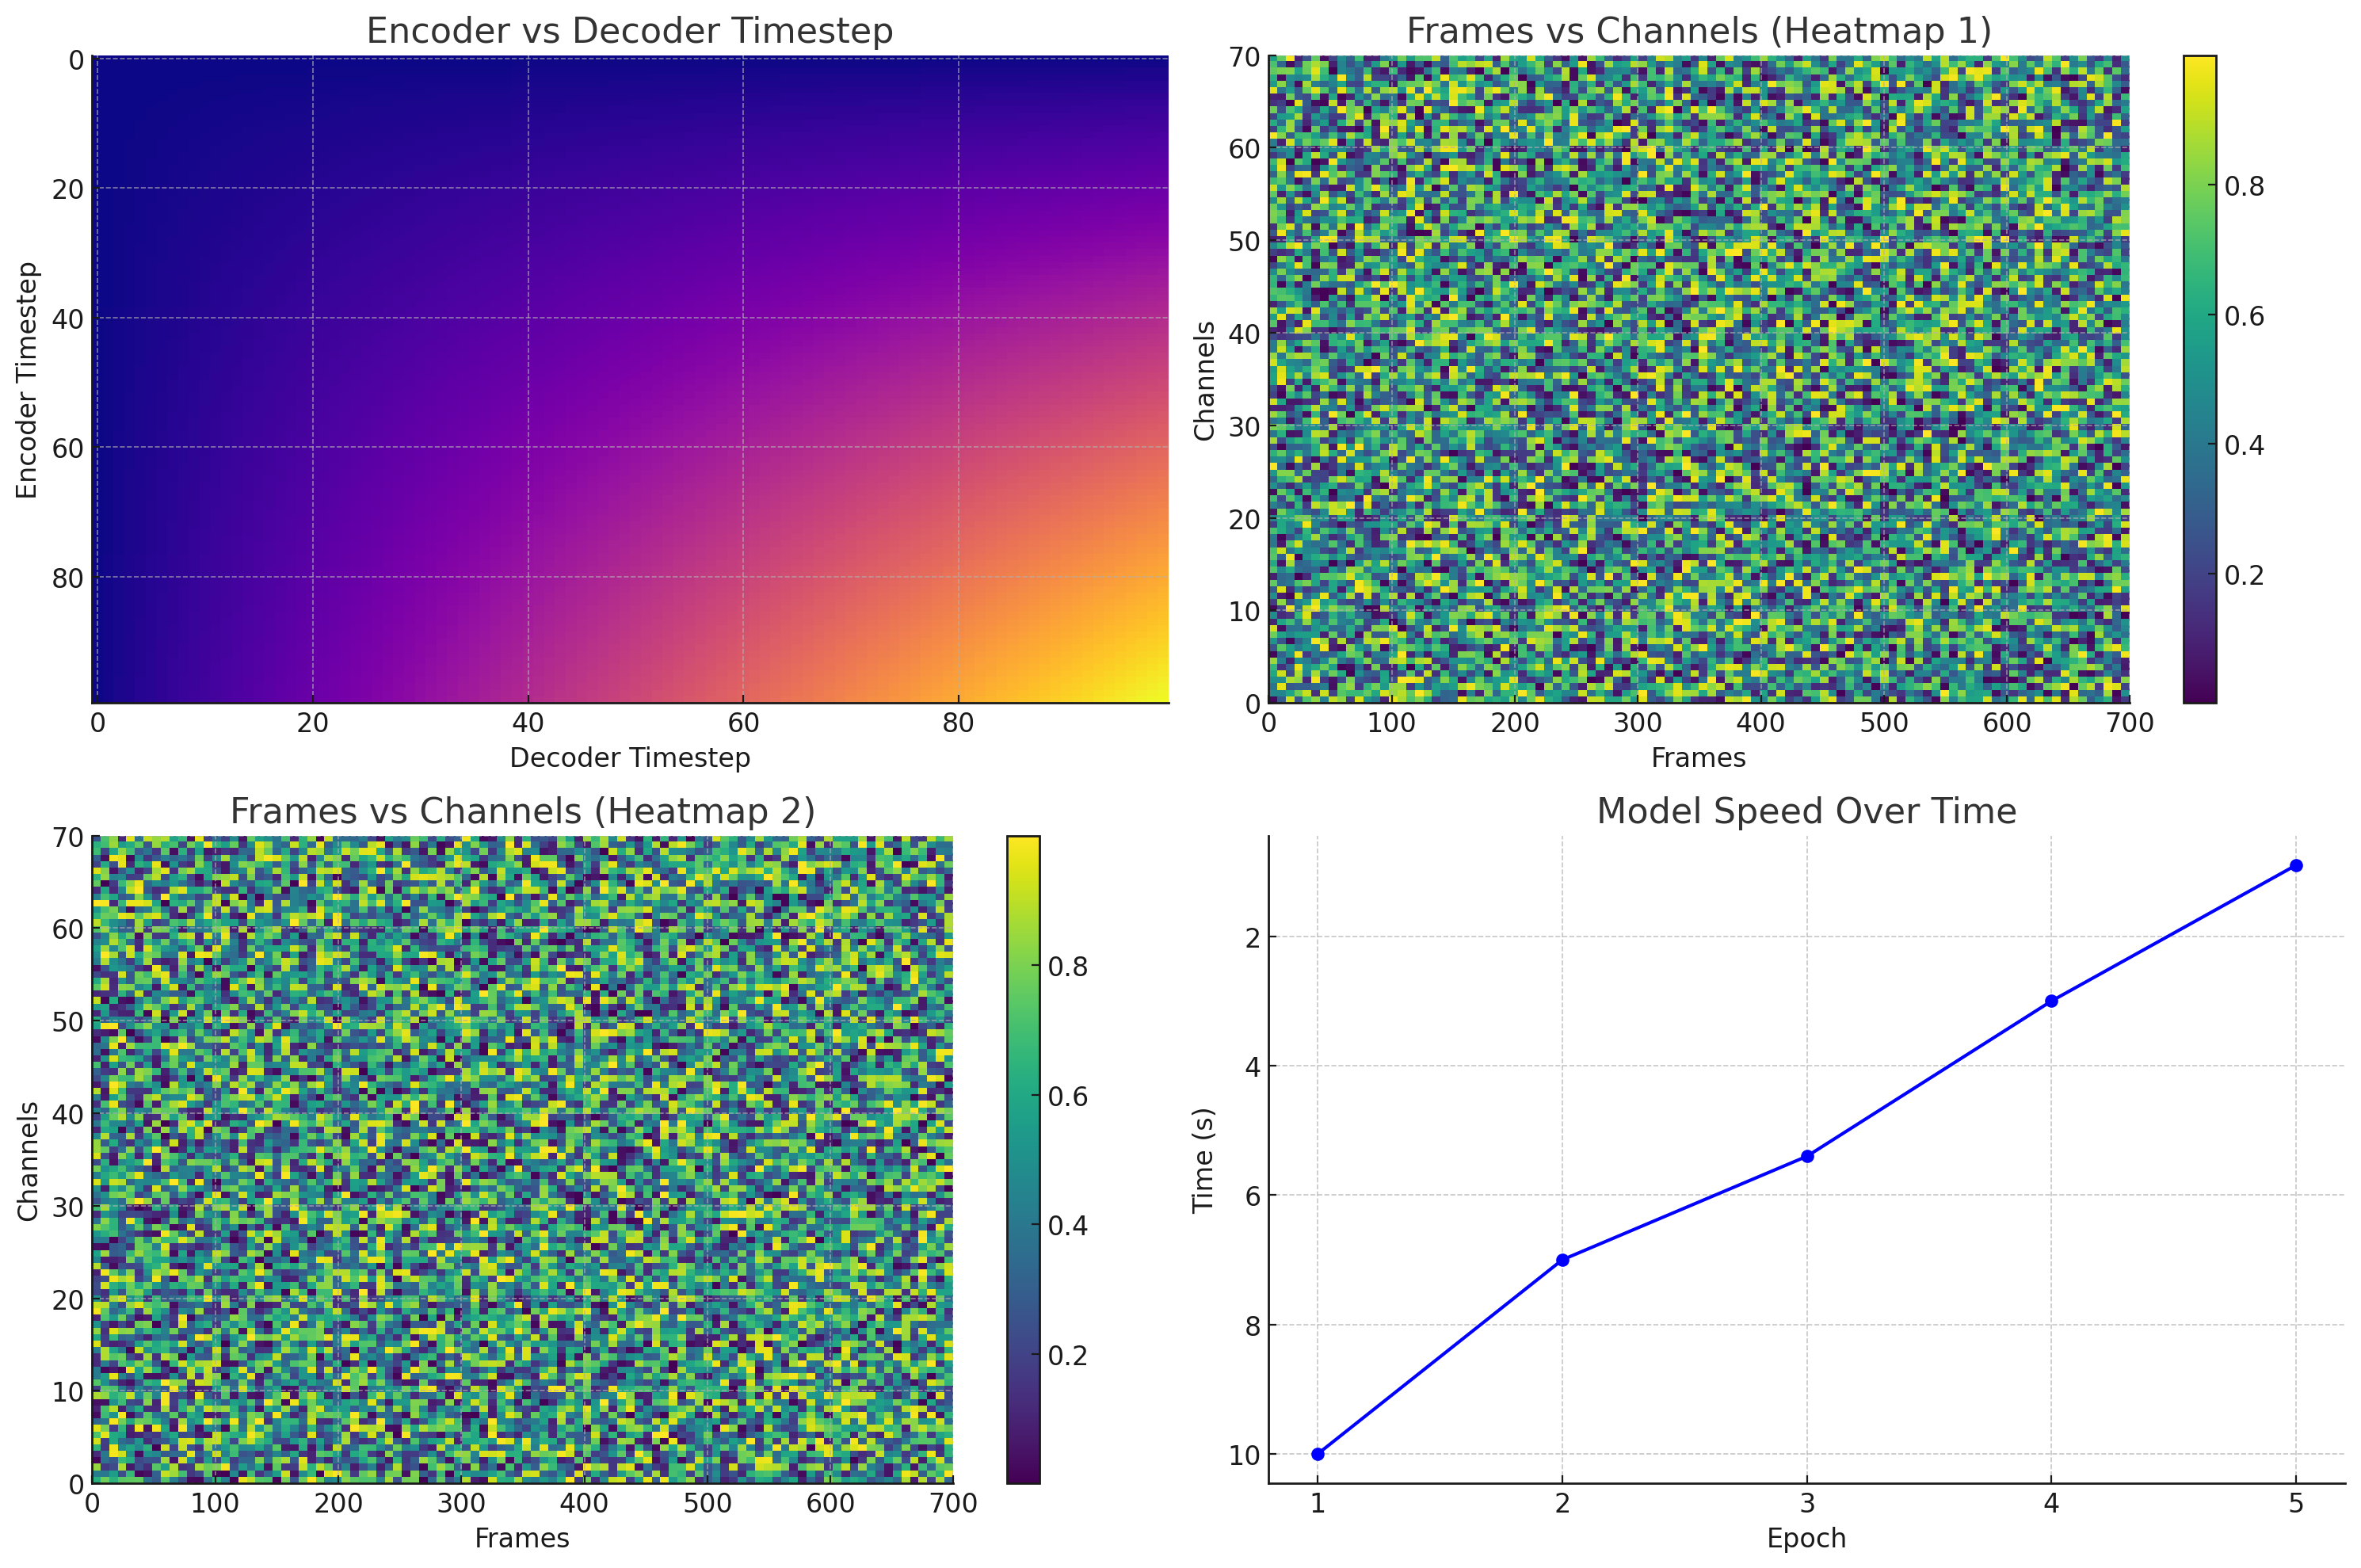 Encoder vs Decoder Timestep
0
20
40
60
80
Encoder Timestep
0 20 40 60 80
Decoder Timestep
Frames vs Channels (Heatmap 1)
70
60
50
40
30
20
10
0
Channels
0 100 200 300 400 500 600 700
Frames
0.8
0.6
0.4
0.2
Frames vs Channels (Heatmap 2)
70
60
50
40
30
20
10
0
Channels
0 100 200 300 400 500 600 700
Frames
0.8
0.6
0.4
0.2
Model Speed Over Time
2
4
6
8
10
Time (s)
1 2 3 4 5
Epoch